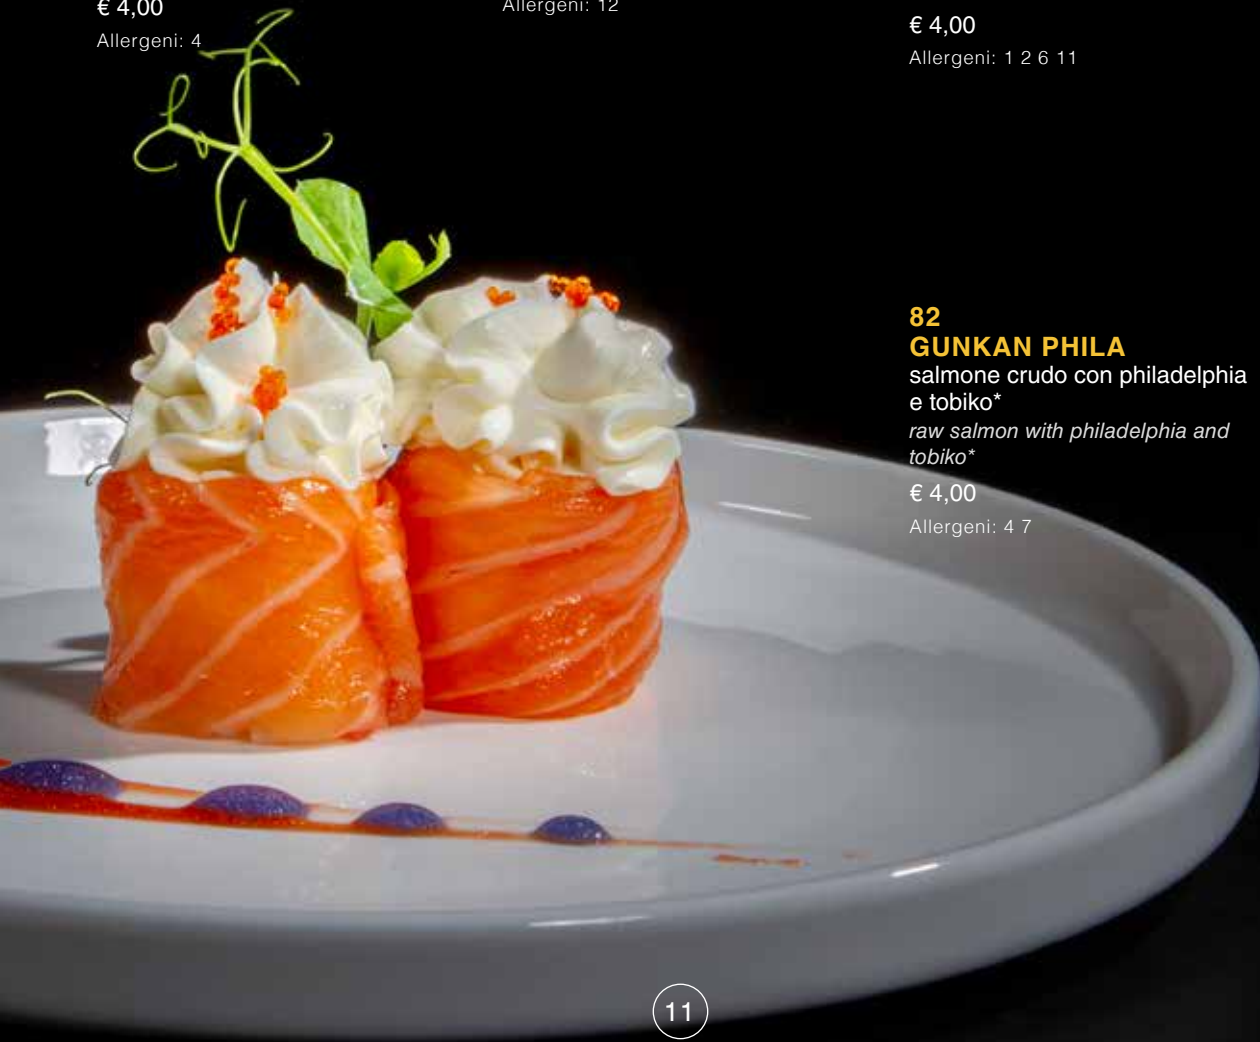 € 4,00
Allergeni: 4
Allergeni: 12
€ 4,00
Allergeni: 1 2 6 11
82
GUNKAN PHILA
salmone crudo con philadelphia
e tobiko*
raw salmon with philadelphia and
tobiko*
€ 4,00
Allergeni: 4 7
11